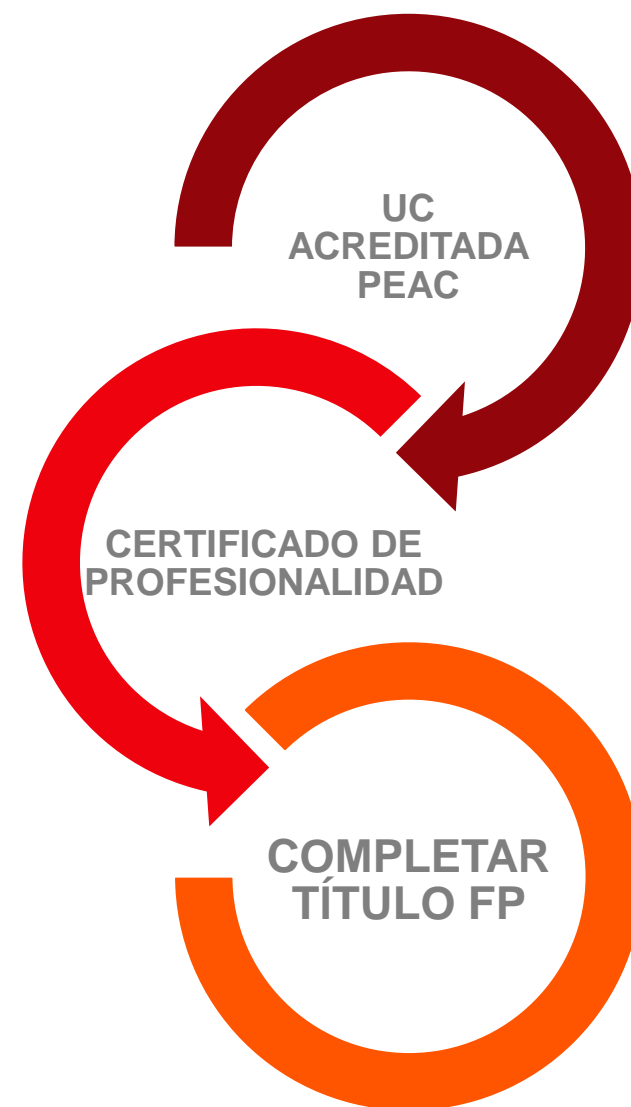 UC
ACREDITADA
PEAC
CERTIFICADO DE
PROFESIONALIDAD
COMPLETAR
TÍTULO FP